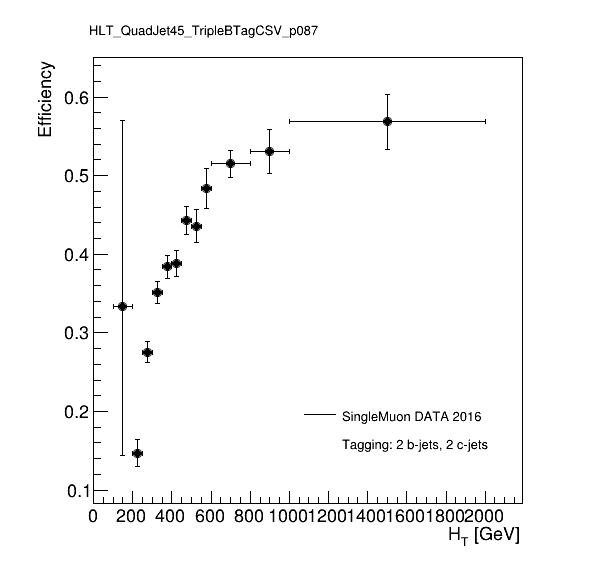 HLT_QuadJet45_TripleBTagCSV_p087
Efficiency
0.6
0.5
0.4
0.3
0.2
0.1
SingleMuon DATA 2016
Tagging: 2 b-jets, 2 c-jets
0 200 400 600 800 1000 1200 1400 1600 1800 2000
H_T [GeV]